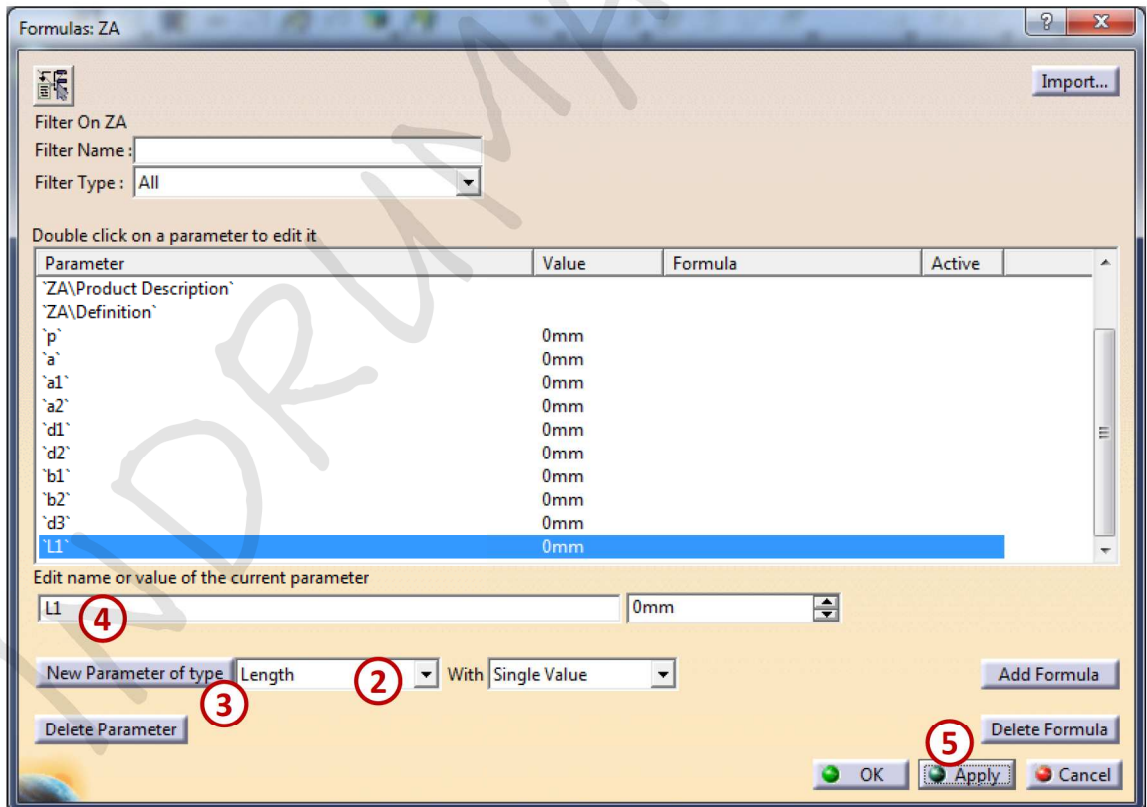 Formulas: ZA
Import...
Filter On ZA
Filter Name :
Filter Type : All
Double click on a parameter to edit it
Parameter Value Formula Active
`ZA\Product Description`
`ZA\Definition`
`p` 0mm
`a` 0mm
`a1` 0mm
`a2` 0mm
`d1` 0mm
`d2` 0mm
`b1` 0mm
`b2` 0mm
`d3` 0mm
`L1` 0mm
Edit name or value of the current parameter
L1 4 0mm
New Parameter of type Length 2 With Single Value Add Formula
3
Delete Parameter 5 Delete Formula
OK Apply Cancel
INDRUMA